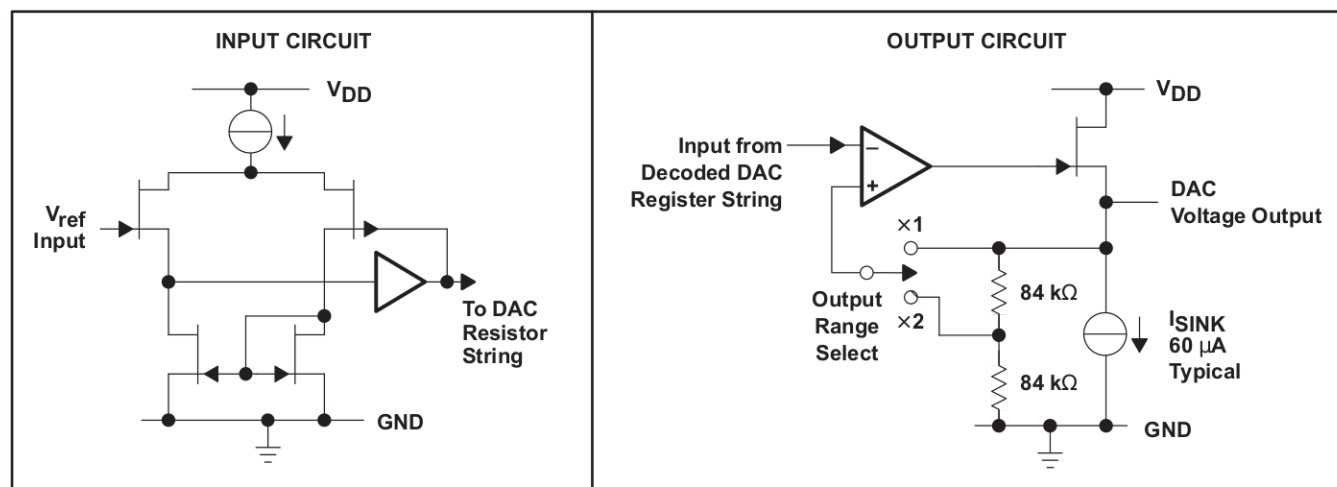 INPUT CIRCUIT
VDD
Vref
Input
To DAC
Resistor
String
GND
OUTPUT CIRCUIT
VDD
Input from
Decoded DAC
Register String
−
+
DAC
Voltage Output
×1
Output
Range
Select
×2
84 kΩ
84 kΩ
ISINK
60 μA
Typical
GND